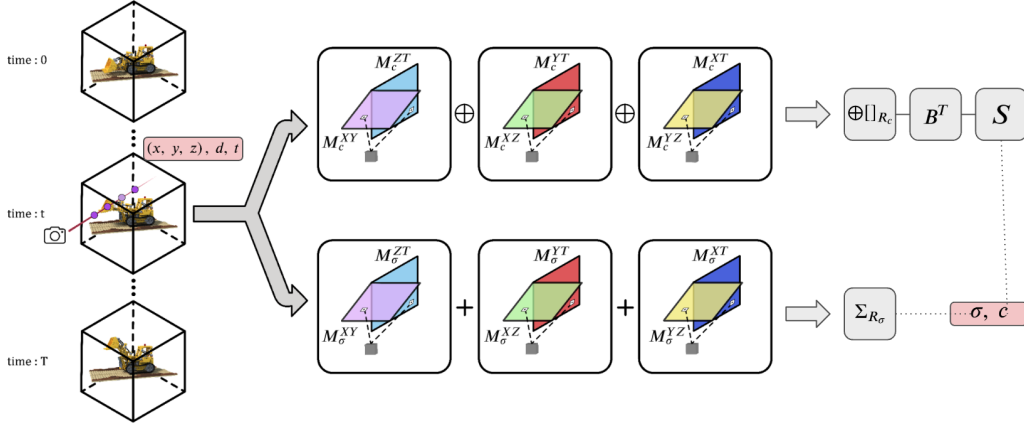 time : 0
(x, y, z), d, t
time : t
time : T
M_c^{ZT}
M_c^{XY}
⊕
M_c^{YT}
M_c^{XZ}
⊕
M_c^{XT}
M_c^{YZ}
⊕[]_{R_c}
B^T
S
M_σ^{ZT}
M_σ^{XY}
+
M_σ^{YT}
M_σ^{XZ}
+
M_σ^{XT}
M_σ^{YZ}
Σ_{R_σ}
σ, c